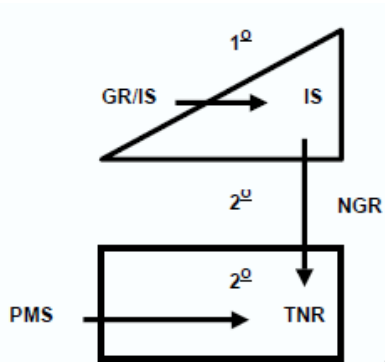 1º
GR/IS IS
2º NGR
2º
PMS TNR